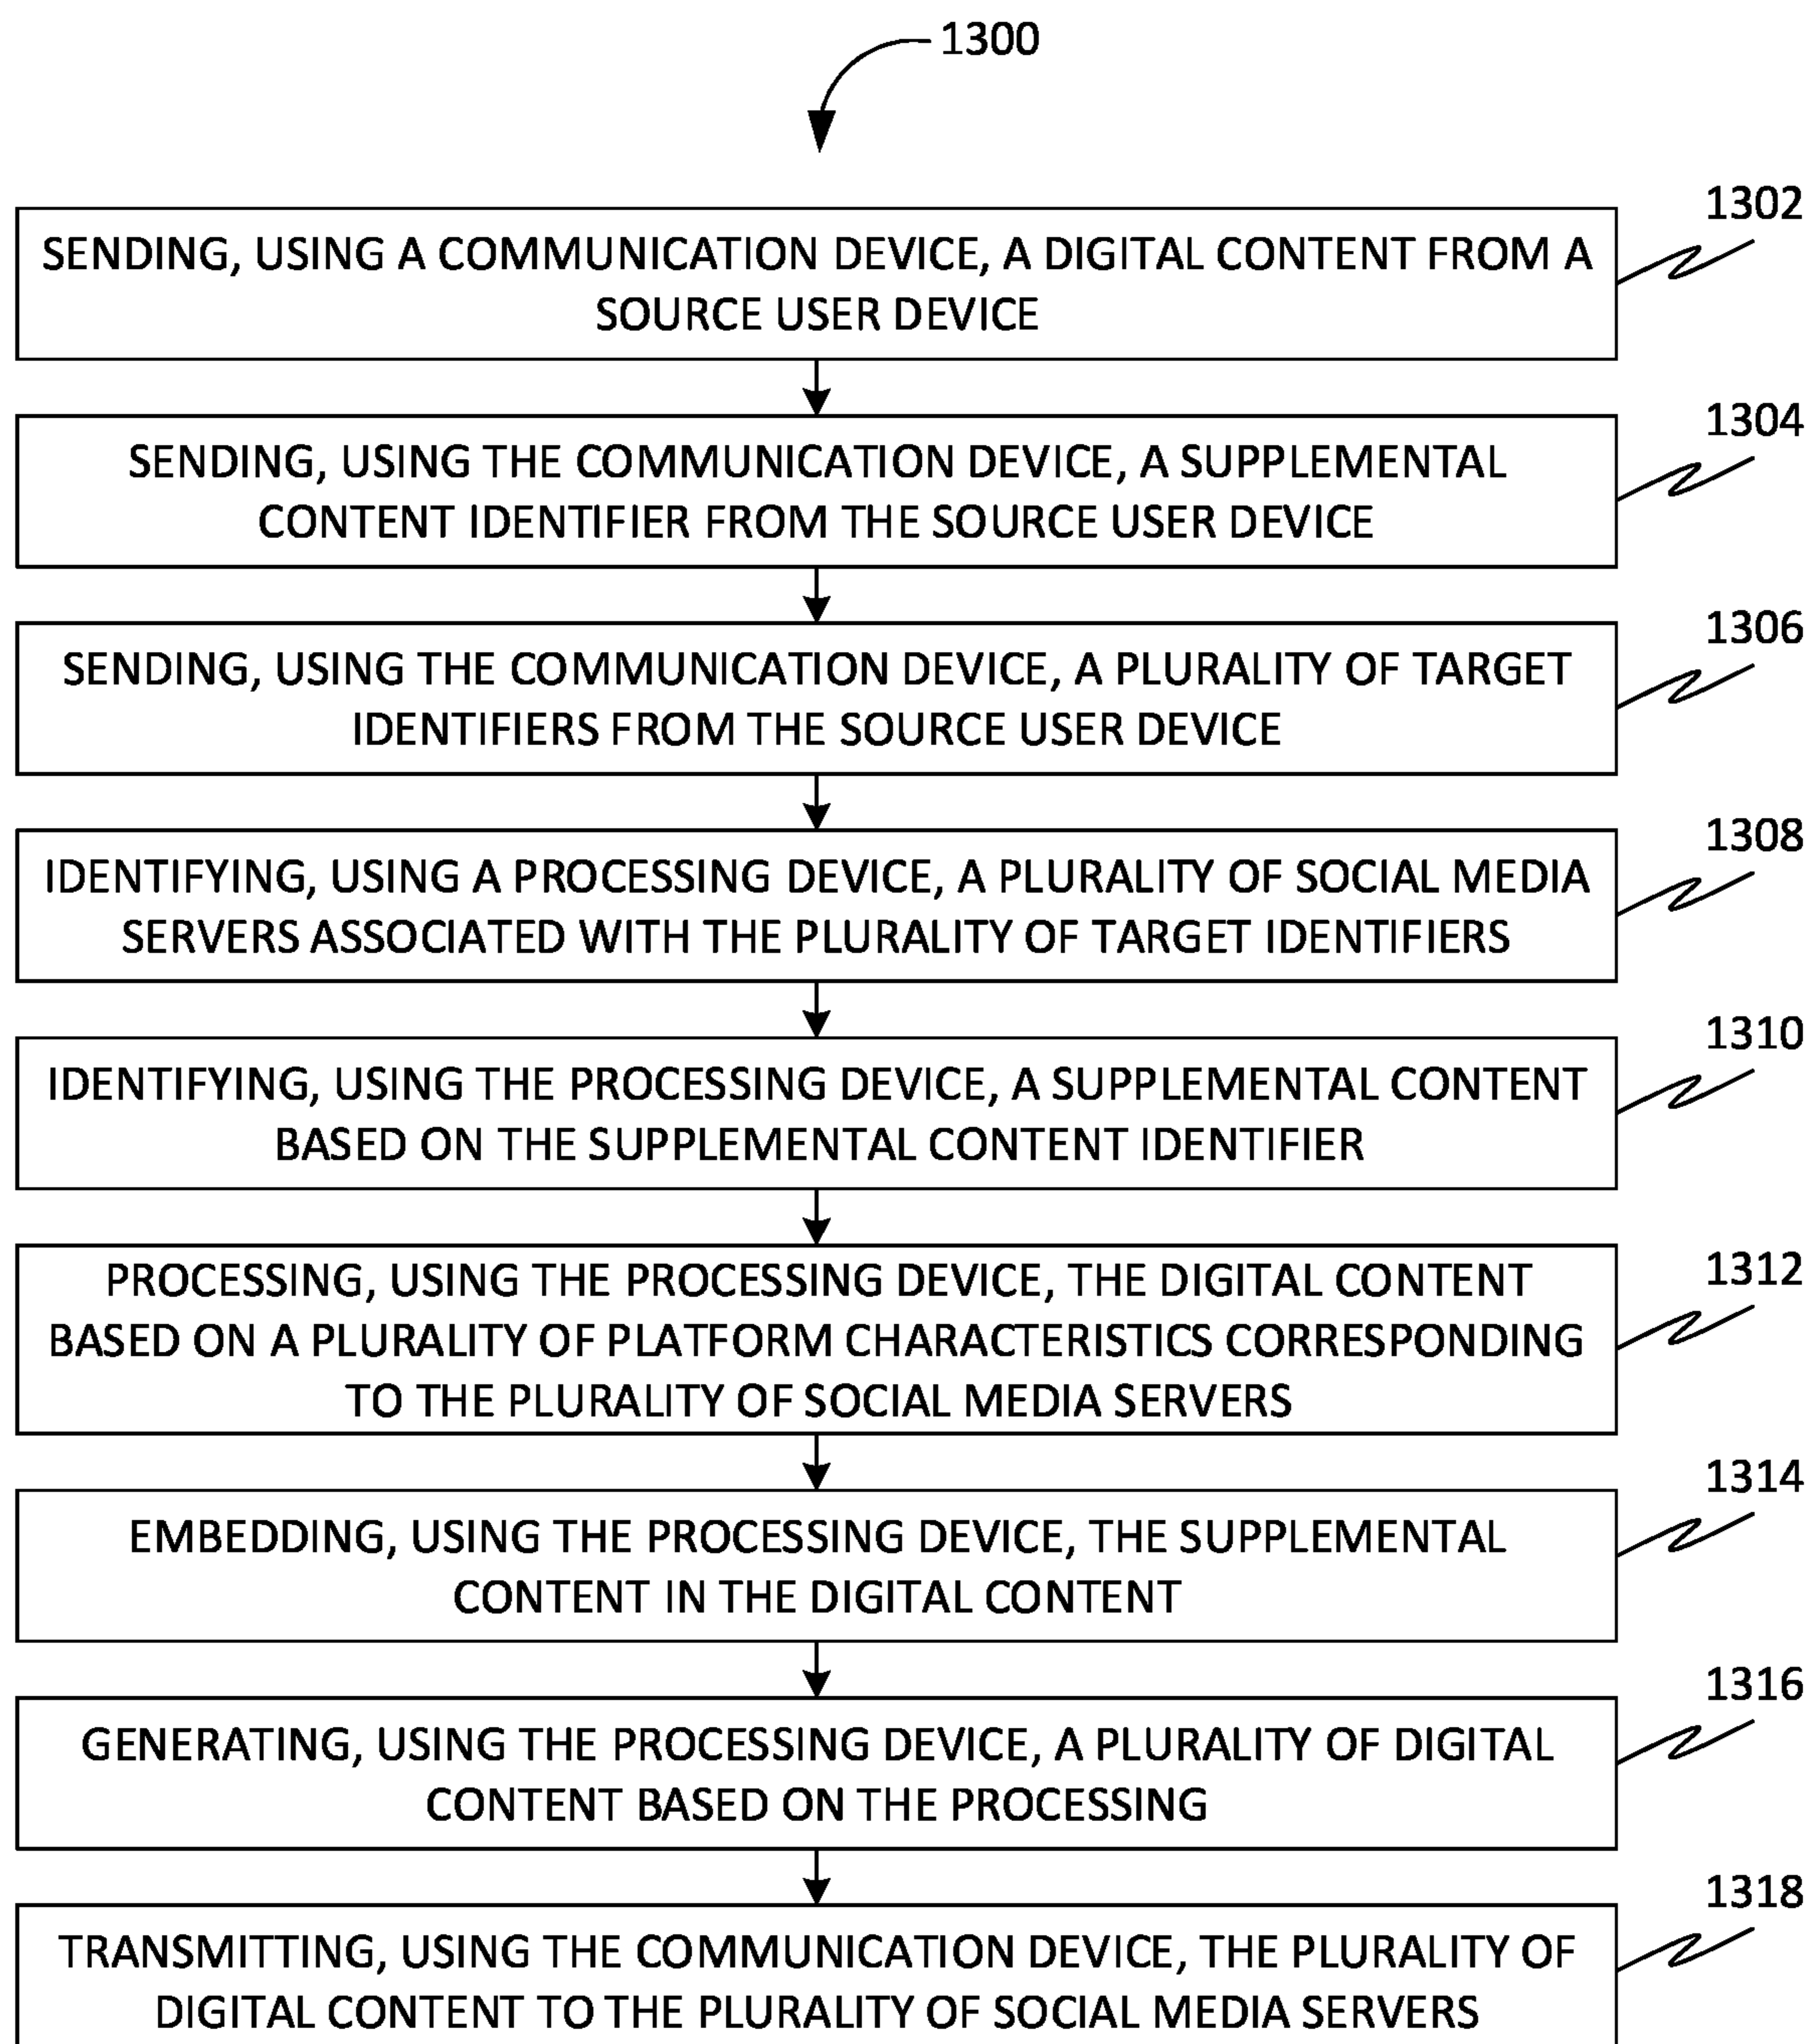 1300
1302
SENDING, USING A COMMUNICATION DEVICE, A DIGITAL CONTENT FROM A
SOURCE USER DEVICE
1304
SENDING, USING THE COMMUNICATION DEVICE, A SUPPLEMENTAL
CONTENT IDENTIFIER FROM THE SOURCE USER DEVICE
1306
SENDING, USING THE COMMUNICATION DEVICE, A PLURALITY OF TARGET
IDENTIFIERS FROM THE SOURCE USER DEVICE
1308
IDENTIFYING, USING A PROCESSING DEVICE, A PLURALITY OF SOCIAL MEDIA
SERVERS ASSOCIATED WITH THE PLURALITY OF TARGET IDENTIFIERS
1310
IDENTIFYING, USING THE PROCESSING DEVICE, A SUPPLEMENTAL CONTENT
BASED ON THE SUPPLEMENTAL CONTENT IDENTIFIER
1312
PROCESSING, USING THE PROCESSING DEVICE, THE DIGITAL CONTENT
BASED ON A PLURALITY OF PLATFORM CHARACTERISTICS CORRESPONDING
TO THE PLURALITY OF SOCIAL MEDIA SERVERS
1314
EMBEDDING, USING THE PROCESSING DEVICE, THE SUPPLEMENTAL
CONTENT IN THE DIGITAL CONTENT
1316
GENERATING, USING THE PROCESSING DEVICE, A PLURALITY OF DIGITAL
CONTENT BASED ON THE PROCESSING
1318
TRANSMITTING, USING THE COMMUNICATION DEVICE, THE PLURALITY OF
DIGITAL CONTENT TO THE PLURALITY OF SOCIAL MEDIA SERVERS